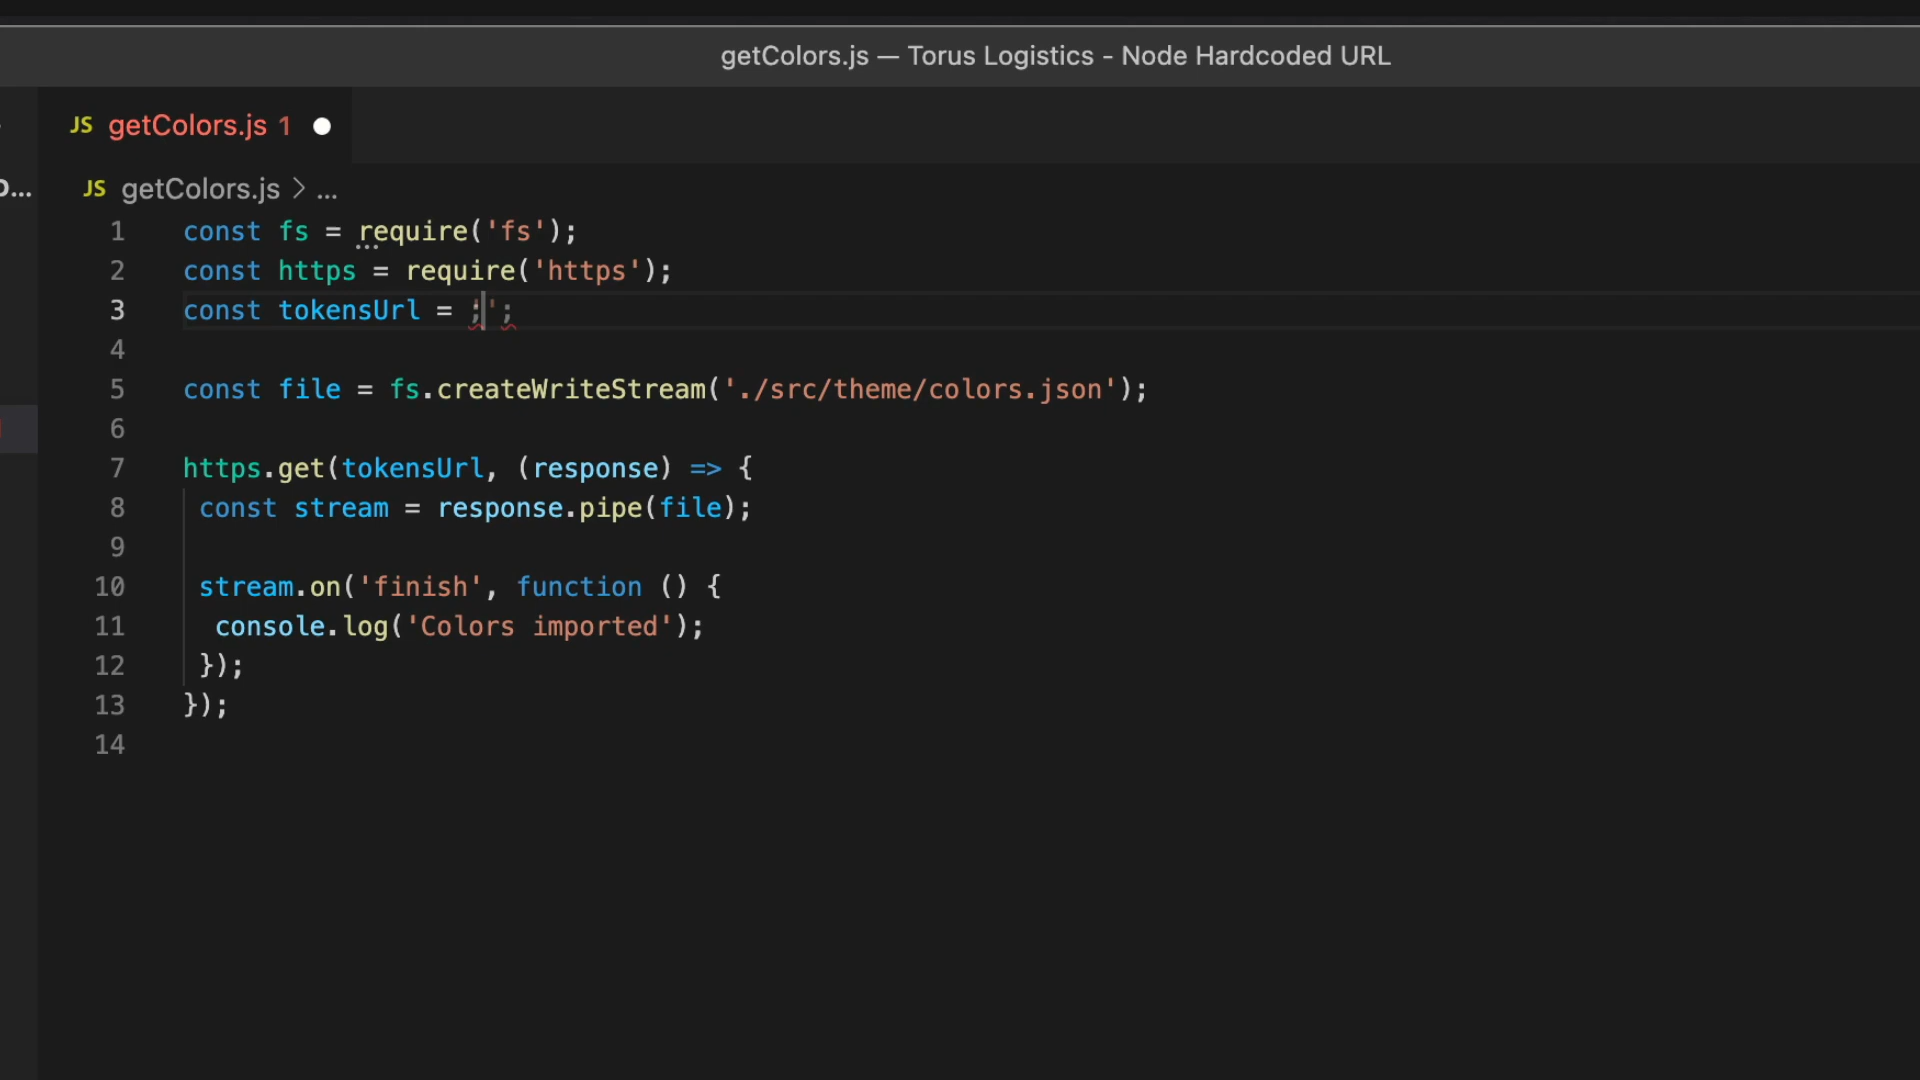 getColors.js — Torus Logistics - Node Hardcoded URL
JS getColors.js 1
JS getColors.js > ...
1 const fs = require('fs');
2 const https = require('https');
3 const tokensUrl = ;';
4
5 const file = fs.createWriteStream('./src/theme/colors.json');
6
7 https.get(tokensUrl, (response) => {
8 const stream = response.pipe(file);
9
10 stream.on('finish', function () {
11 console.log('Colors imported');
12 });
13 });
14